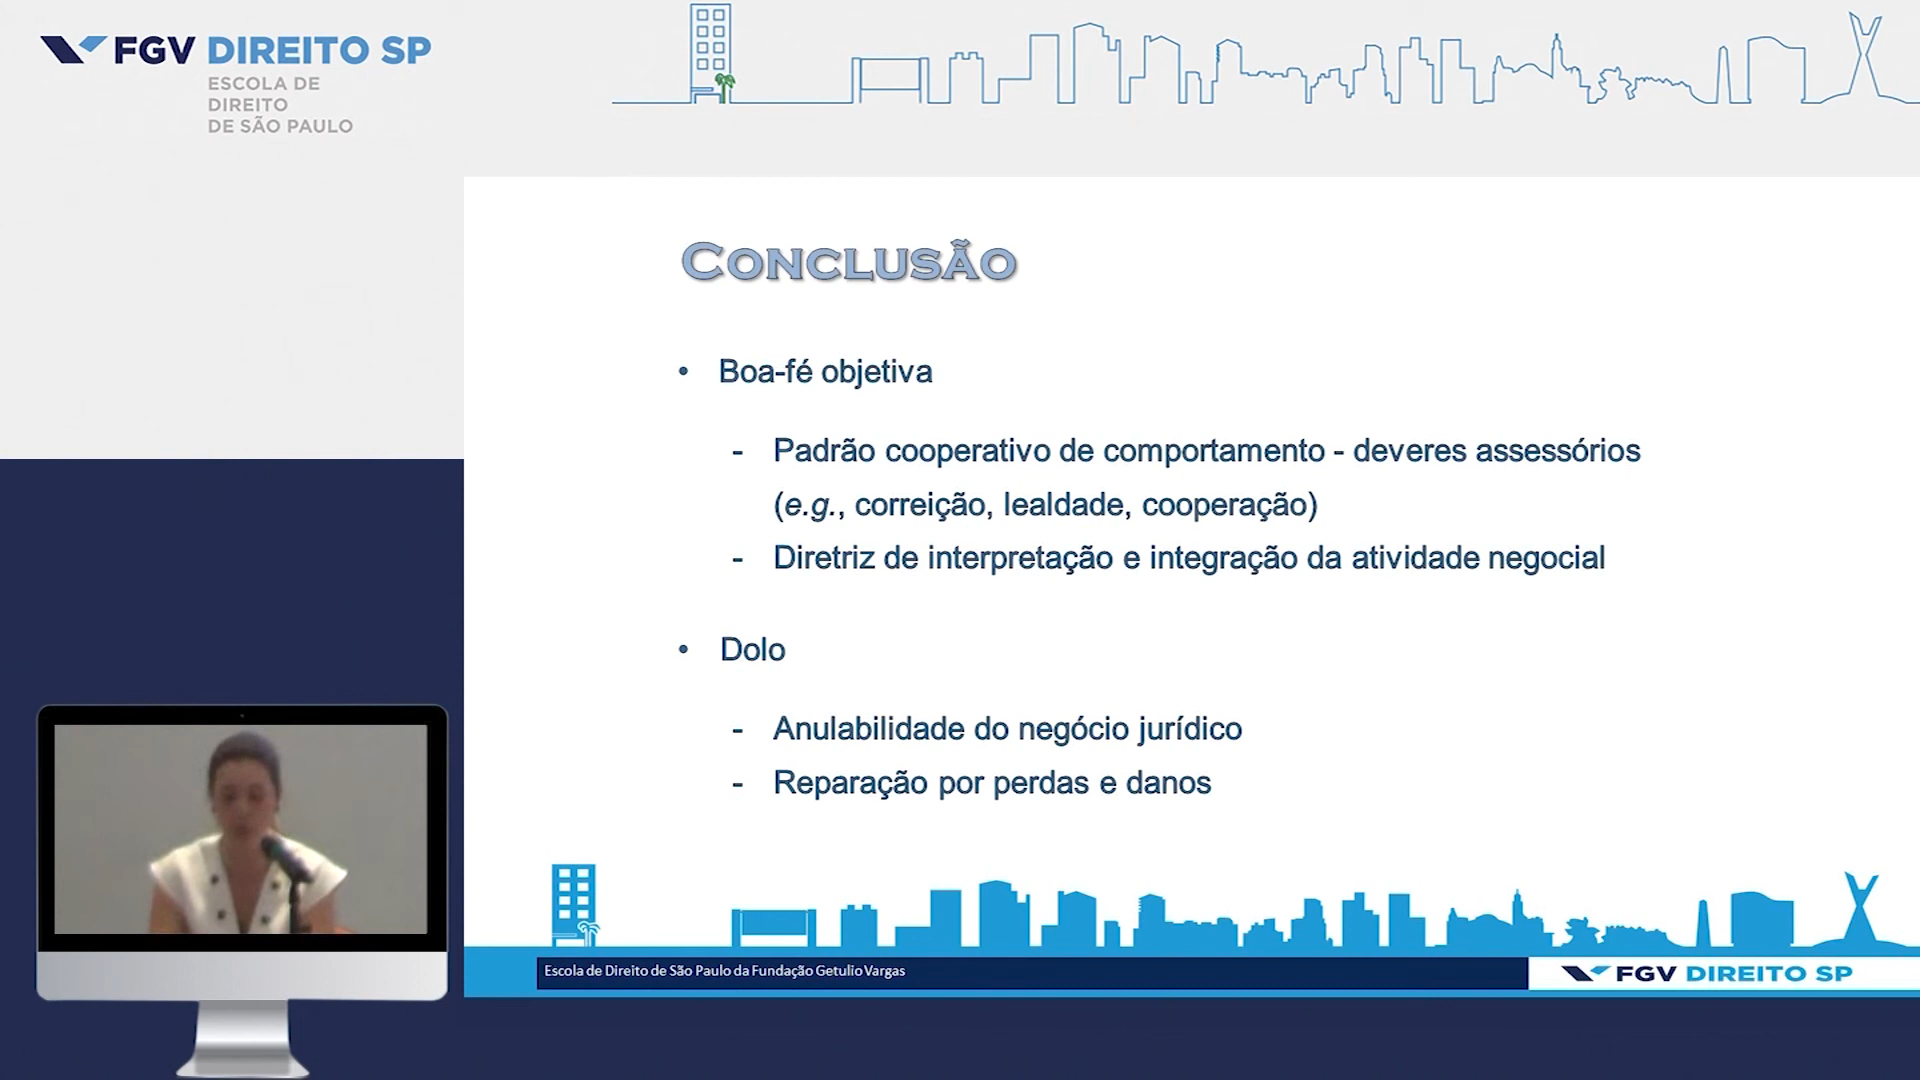 FGV DIREITO SP
ESCOLA DE
DIREITO
DE SÃO PAULO
CONCLUSÃO
• Boa-fé objetiva
- Padrão cooperativo de comportamento - deveres assessórios
(e.g., correição, lealdade, cooperação)
- Diretriz de interpretação e integração da atividade negocial
• Dolo
- Anulabilidade do negócio jurídico
- Reparação por perdas e danos
Escola de Direito de São Paulo da Fundação Getulio Vargas
FGV DIREITO SP